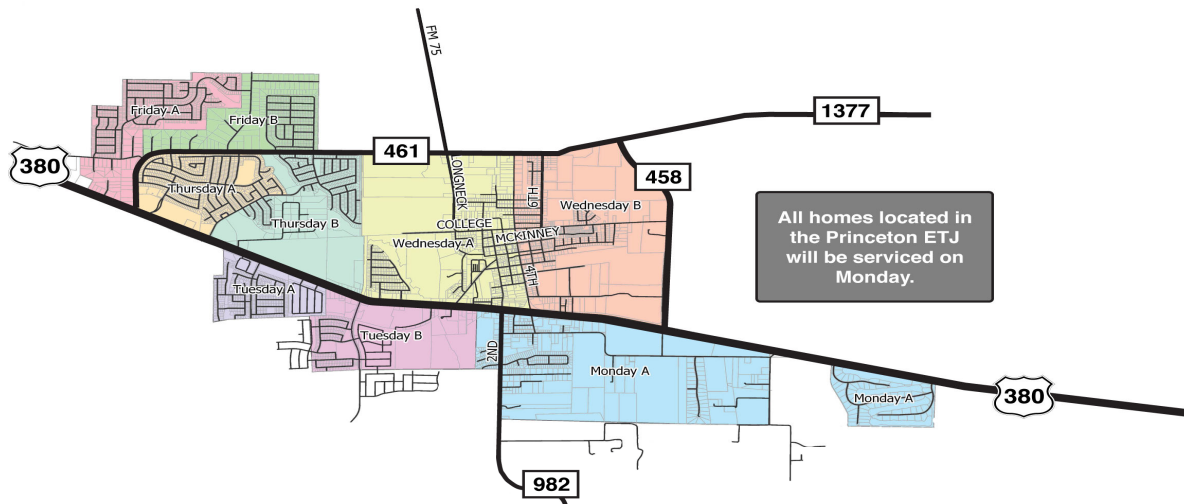 FM 75
1377
Friday A
Friday B
461
380
LONGNECK
6TH
458
Thursday A
Wednesday B
All homes located in
the Princeton ETJ
will be serviced on
Monday.
Thursday B
COLLEGE
MCKINNEY
Wednesday A
4TH
Tuesday A
Tuesday B
2ND
Monday A
Monday A
380
982